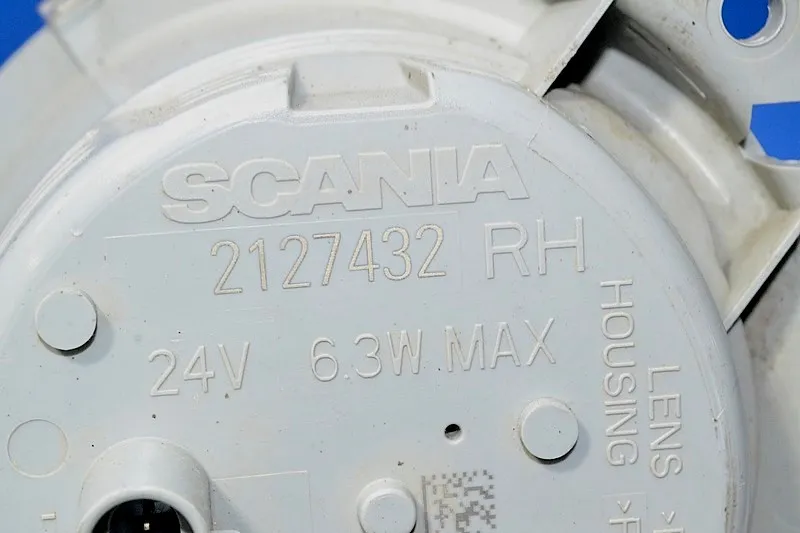 SCANIA
2127432 RH
24V 6.3W MAX
LENS
HOUSING